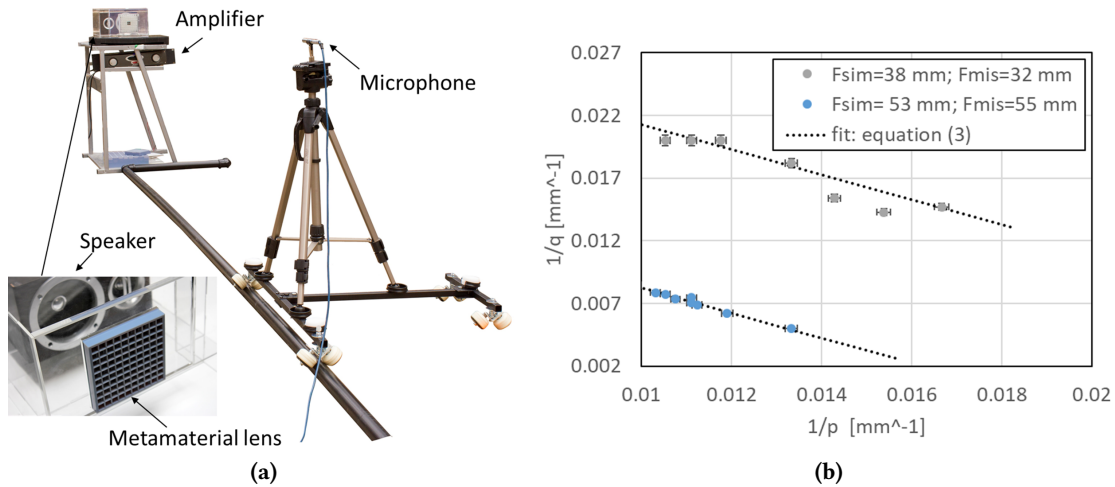 Amplifier
Microphone
Speaker
Metamaterial lens
(a)
0.027
0.022
0.017
0.012
0.007
0.002
1/q [mm^-1]
Fsim=38 mm; Fmis=32 mm
Fsim= 53 mm; Fmis=55 mm
fit: equation (3)
0.01 0.012 0.014 0.016 0.018 0.02
1/p [mm^-1]
(b)